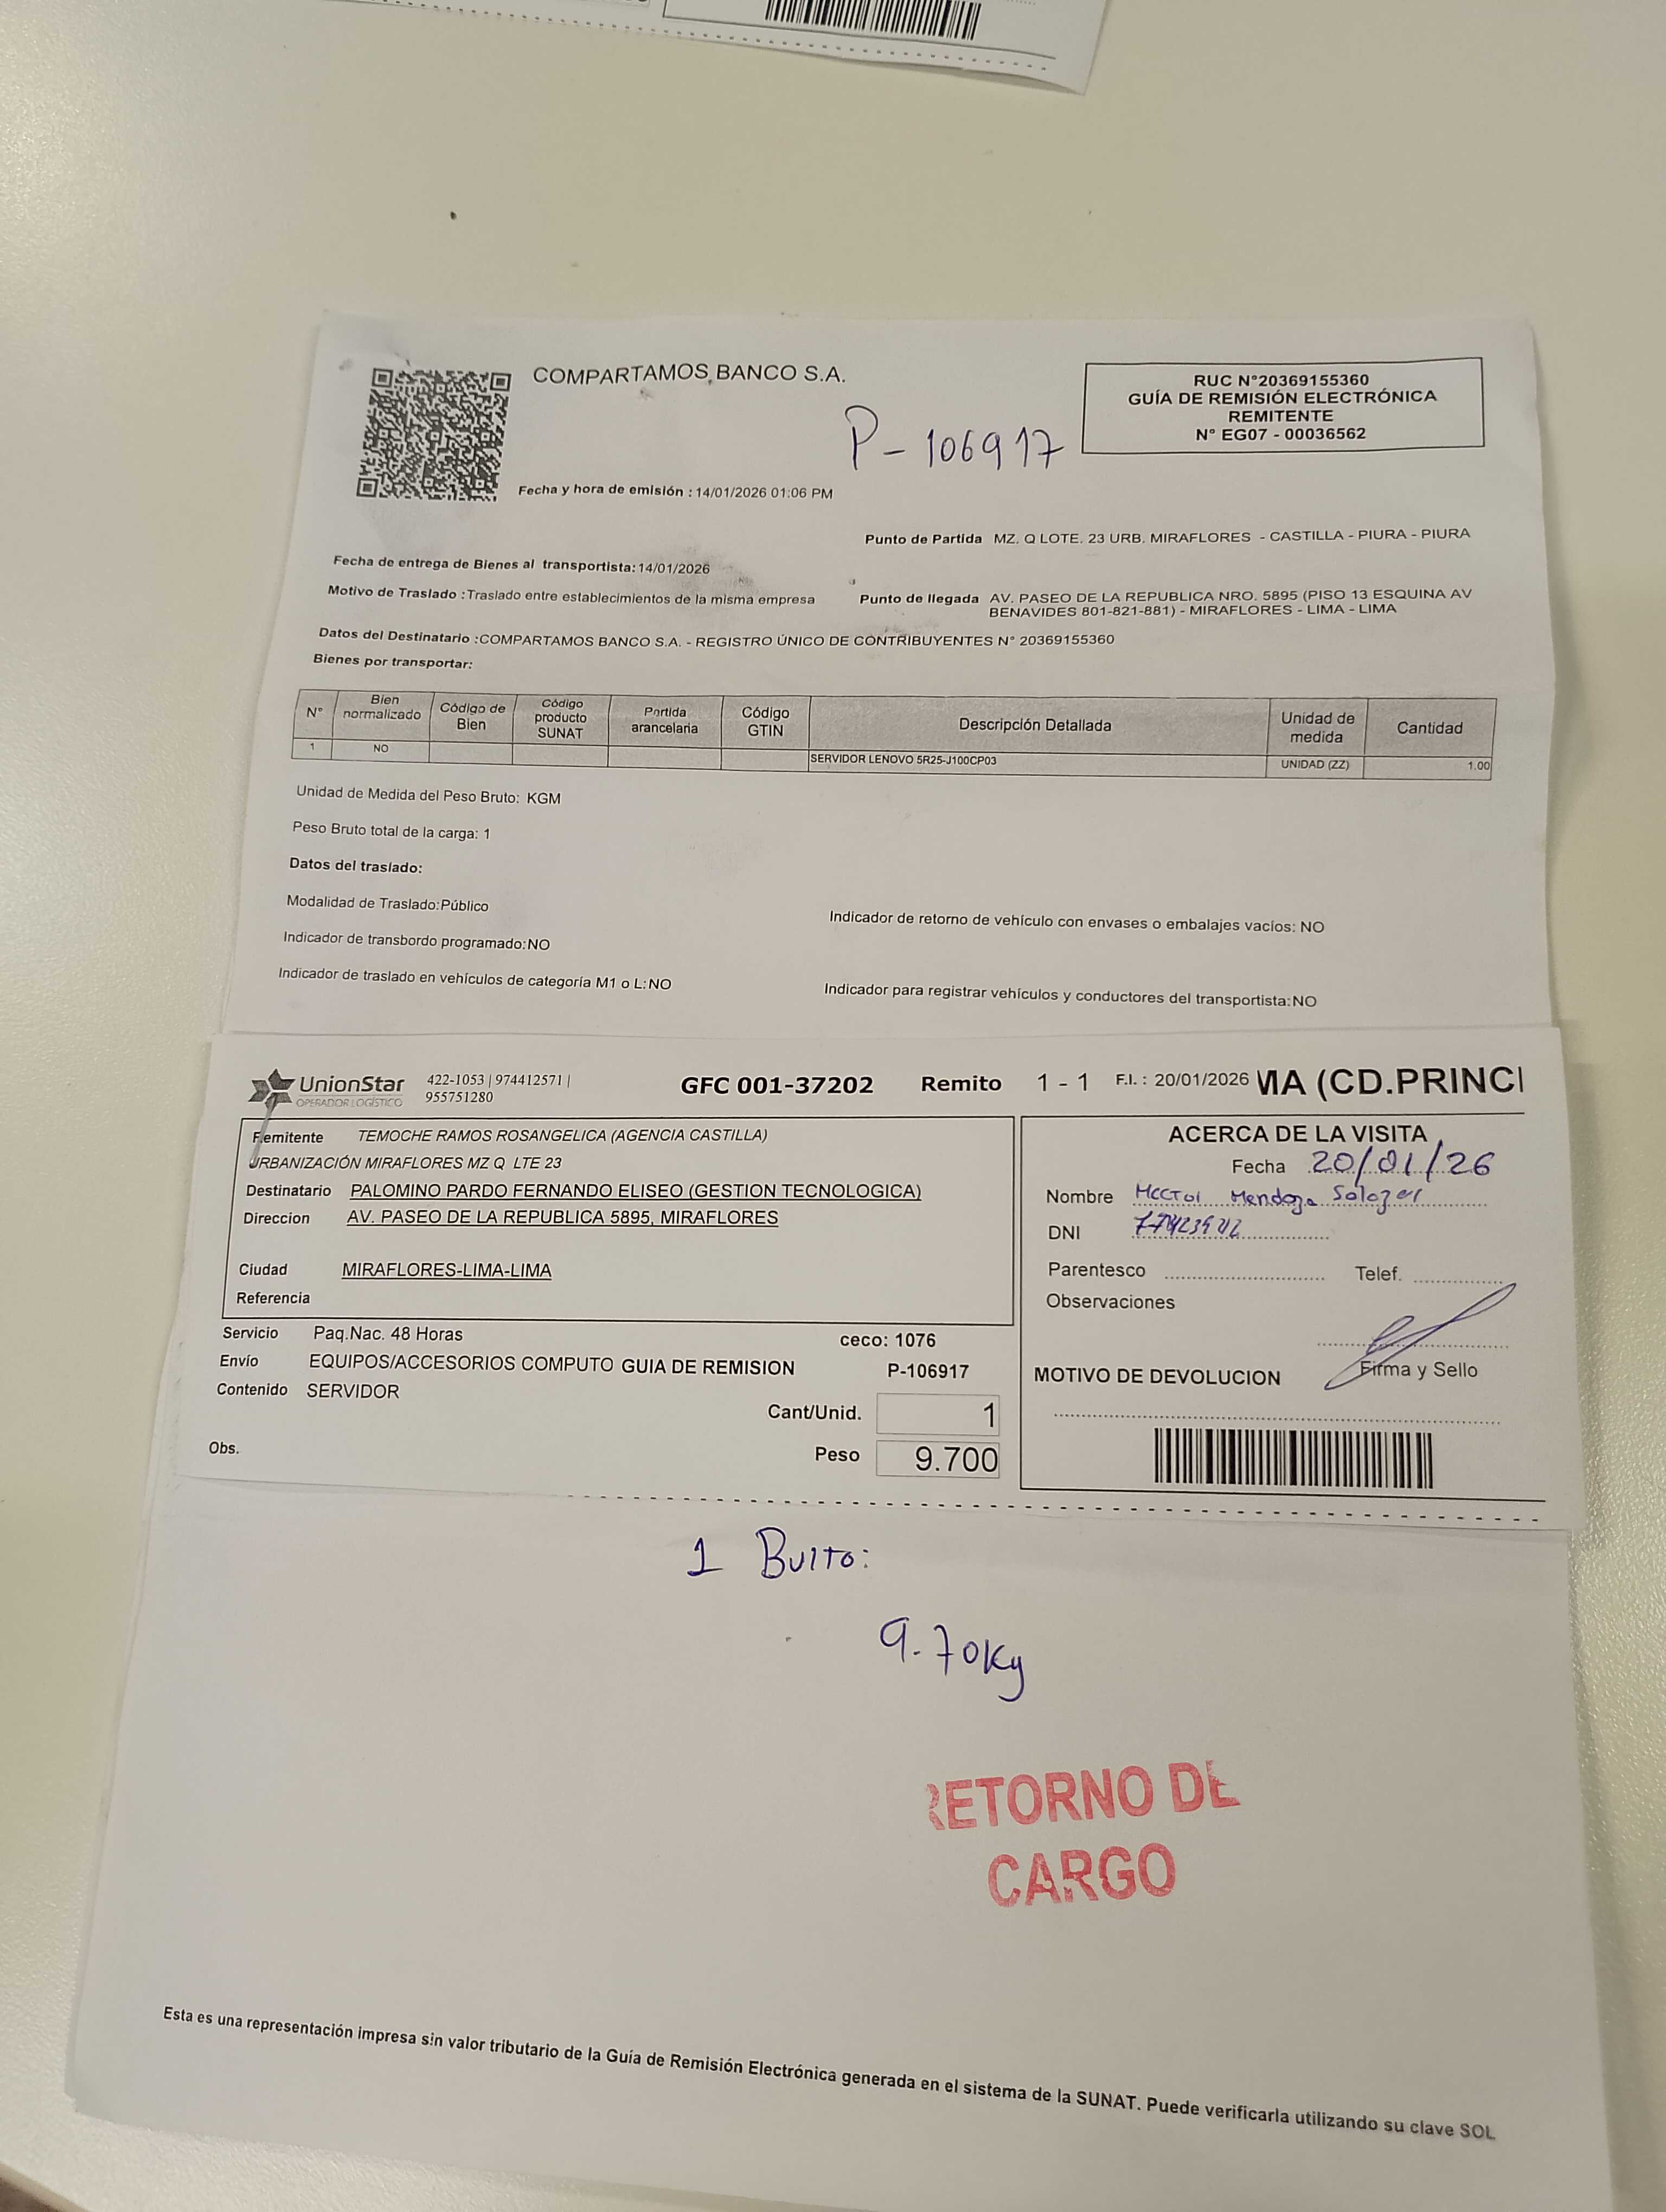 COMPARTAMOS BANCO S.A.
RUC N°20369155360
GUÍA DE REMISIÓN ELECTRÓNICA
REMITENTE
N° EG07 - 00036562
P- 106917
Fecha y hora de emisión : 14/01/2026 01:06 PM
Punto de Partida MZ. Q LOTE. 23 URB. MIRAFLORES - CASTILLA - PIURA - PIURA
Fecha de entrega de Bienes al transportista: 14/01/2026
Motivo de Traslado : Traslado entre establecimientos de la misma empresa
Punto de llegada AV. PASEO DE LA REPUBLICA NRO. 5895 (PISO 13 ESQUINA AV
BENAVIDES 801-821-881) - MIRAFLORES - LIMA - LIMA
Datos del Destinatario : COMPARTAMOS BANCO S.A. - REGISTRO ÚNICO DE CONTRIBUYENTES N° 20369155360
Bienes por transportar:
N° Bien normalizado Código de Bien Código producto SUNAT Partida arancelaria Código GTIN Descripción Detallada Unidad de medida Cantidad
1 NO SERVIDOR LENOVO 5R25-J100CP03 UNIDAD (ZZ) 1.00
Unidad de Medida del Peso Bruto: KGM
Peso Bruto total de la carga: 1
Datos del traslado:
Modalidad de Traslado: Público
Indicador de retorno de vehículo con envases o embalajes vacíos: NO
Indicador de transbordo programado: NO
Indicador de traslado en vehículos de categoría M1 o L: NO
Indicador para registrar vehículos y conductores del transportista: NO
UnionStar
OPERADOR LOGÍSTICO
422-1053 | 974412571 |
955751280
GFC 001-37202 Remito 1 - 1 F.I. : 20/01/2026 MA (CD.PRINCI
Remitente TEMOCHE RAMOS ROSANGELICA (AGENCIA CASTILLA)
URBANIZACIÓN MIRAFLORES MZ Q LTE 23
Destinatario PALOMINO PARDO FERNANDO ELISEO (GESTION TECNOLOGICA)
Direccion AV. PASEO DE LA REPUBLICA 5895, MIRAFLORES
Ciudad MIRAFLORES-LIMA-LIMA
Referencia
Servicio Paq.Nac. 48 Horas ceco: 1076
Envío EQUIPOS/ACCESORIOS COMPUTO GUIA DE REMISION P-106917
Contenido SERVIDOR
Cant/Unid. 1
Obs.
Peso 9.700
ACERCA DE LA VISITA
Fecha 20/01/26
Nombre Mendoza Salazar
DNI
Parentesco Telef.
Observaciones
Firma y Sello
MOTIVO DE DEVOLUCION
1 Bulto:
9.70Kg
RETORNO DE
CARGO
Esta es una representación impresa sin valor tributario de la Guía de Remisión Electrónica generada en el sistema de la SUNAT. Puede verificarla utilizando su clave SOL